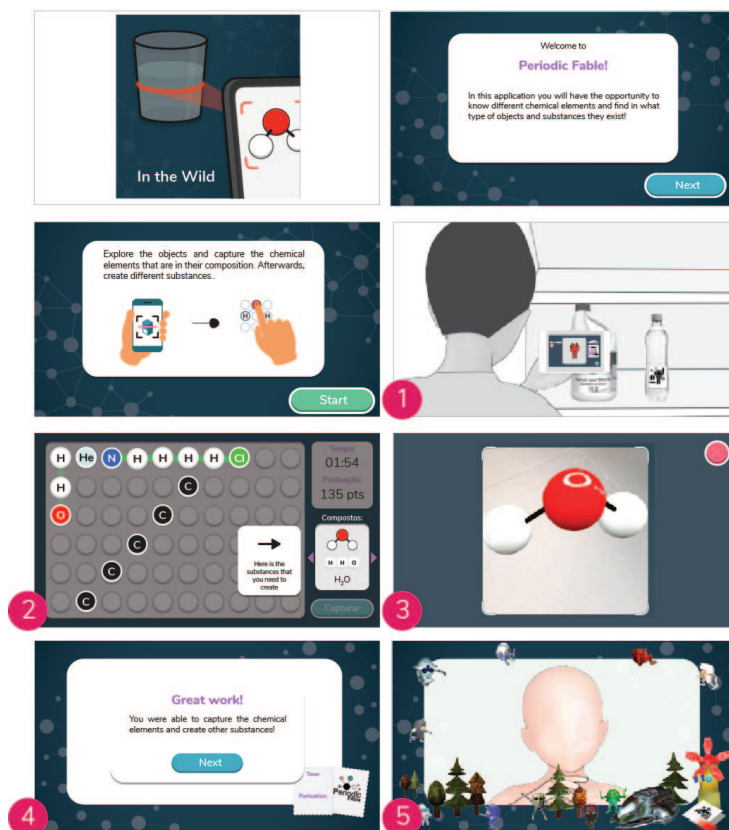 In the Wild
Welcome to
Periodic Fable!
In this application you will have the opportunity to
know different chemical elements and find in what
type of objects and substances they exist!
Next
Explore the objects and capture the chemical
elements that are in their composition. Afterwards,
create different substances..
H H
Start
1
H He N H H H H Cl
H C
O C
C
C
C
Tempo:
01:54
Pontuação:
135 pts
Compostos:
H H O
H₂O
Capturar
Here is the
substances that
you need to
create
2
3
Great work!
You were able to capture the chemical
elements and create other substances!
Next
Time:
Pontuation:
Periodic
Fable
4
5